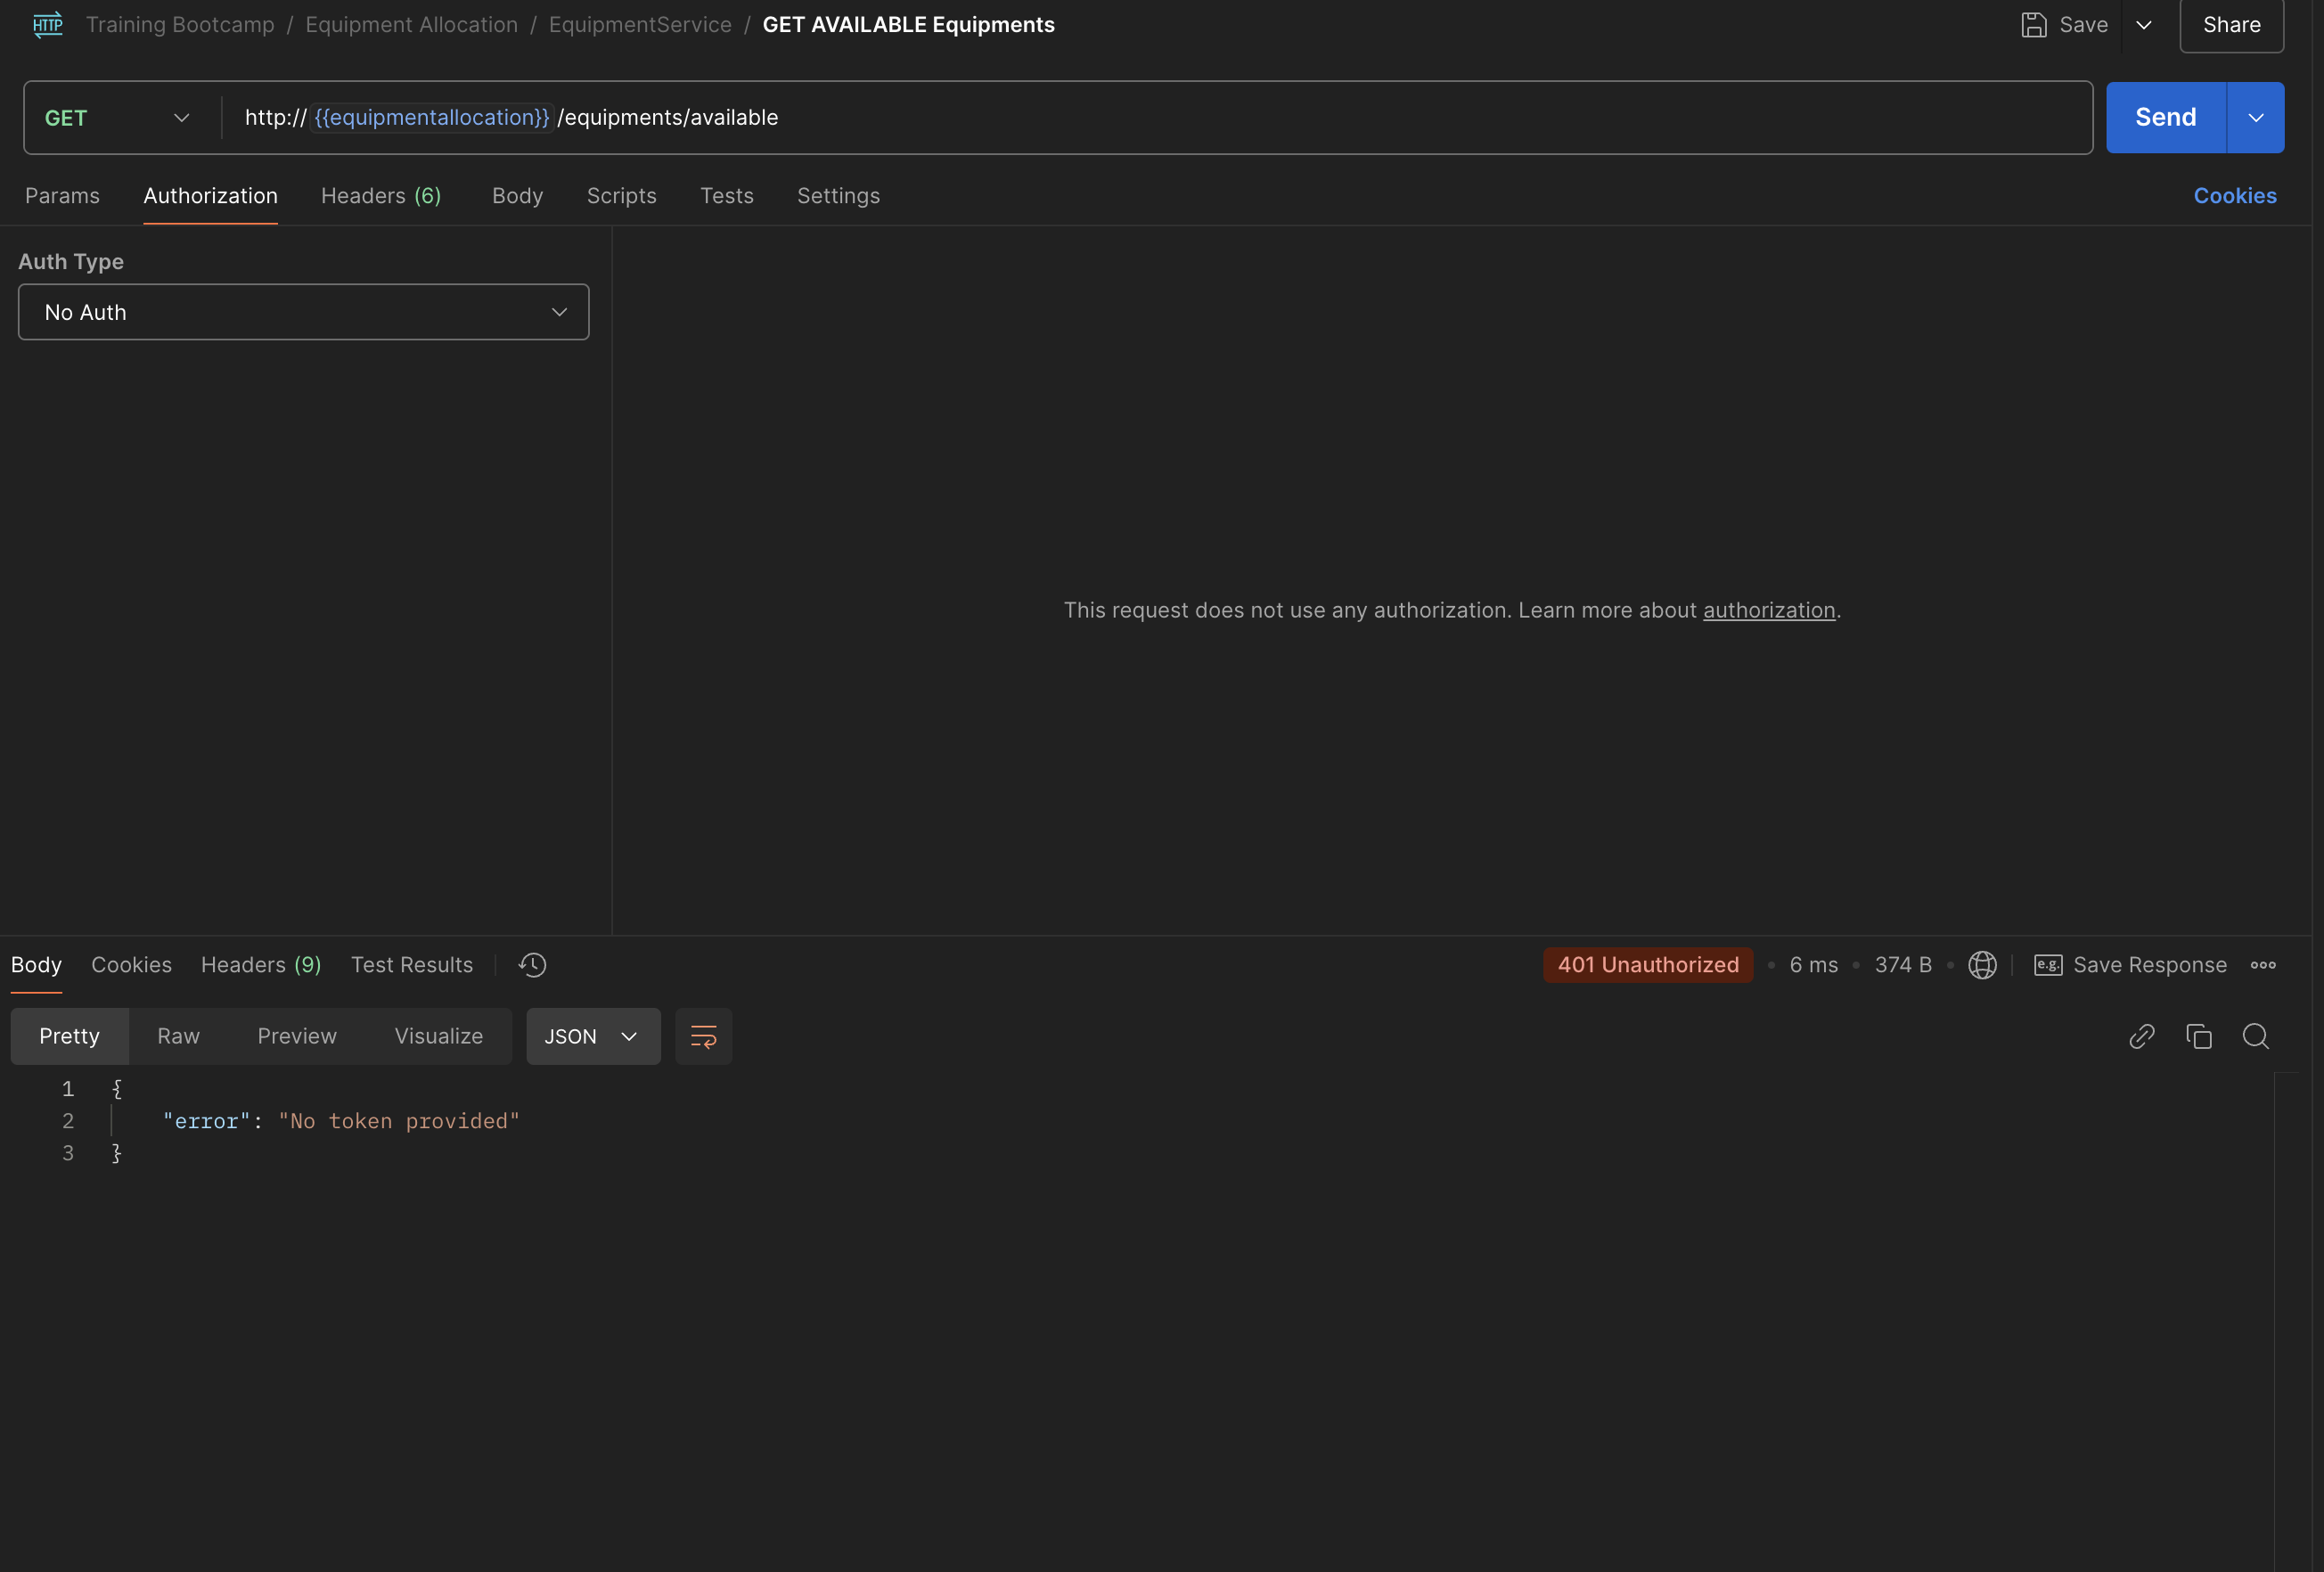 HTTP Training Bootcamp / Equipment Allocation / EquipmentService / GET AVAILABLE Equipments Save Share
GET http://{{equipmentallocation}}/equipments/available Send
Params Authorization Headers (6) Body Scripts Tests Settings Cookies
Auth Type
No Auth
This request does not use any authorization. Learn more about authorization.
Body Cookies Headers (9) Test Results 401 Unauthorized • 6 ms • 374 B • e.g. Save Response
Pretty Raw Preview Visualize JSON
1 {
2 "error": "No token provided"
3 }